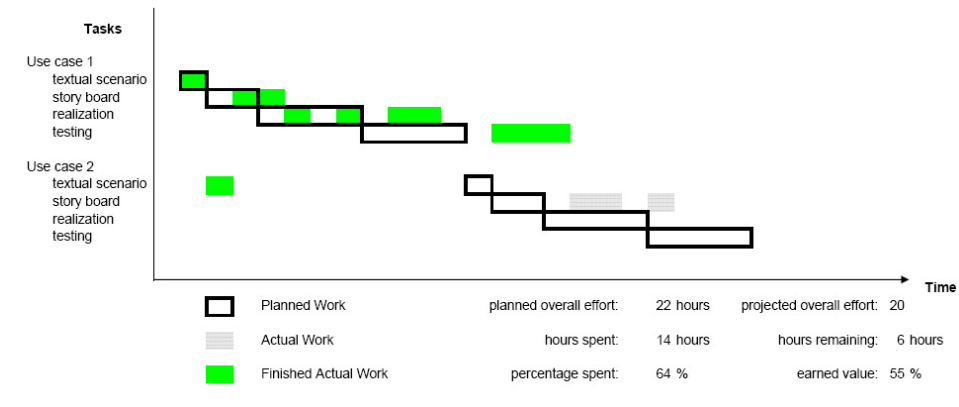 Tasks
Use case 1
textual scenario
story board
realization
testing
Use case 2
textual scenario
story board
realization
testing
Time
Planned Work planned overall effort: 22 hours projected overall effort: 20
Actual Work hours spent: 14 hours hours remaining: 6 hours
Finished Actual Work percentage spent: 64 % earned value: 55 %